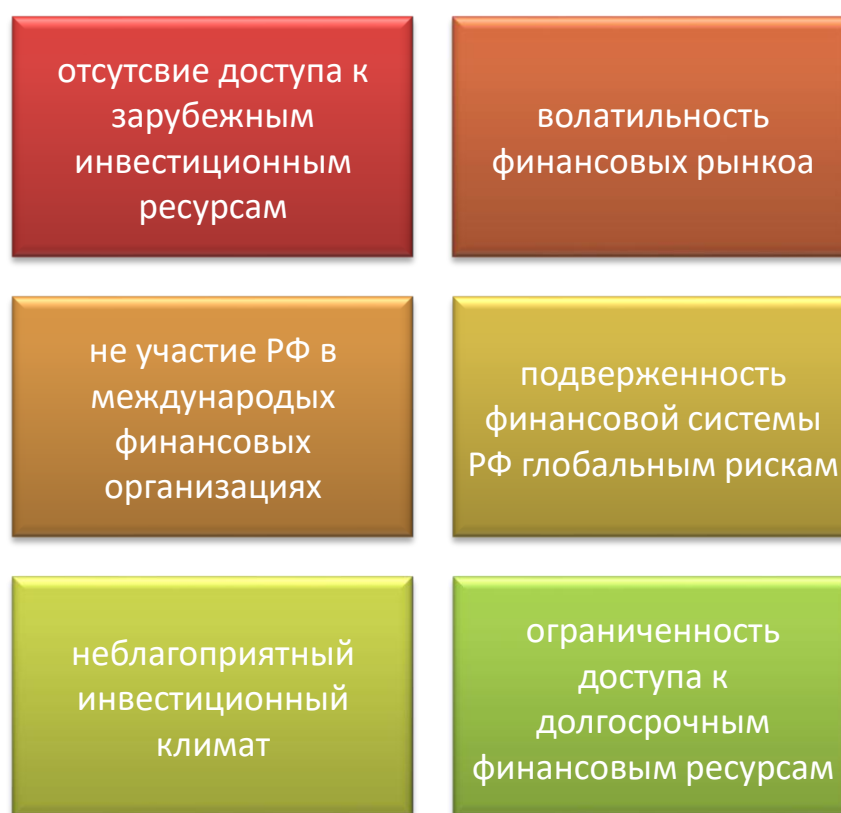 отсутсвие доступа к
зарубежным
инвестиционным
ресурсам
волатильность
финансовых рынкоа
не участие РФ в
международых
финансовых
организациях
подверженность
финансовой системы
РФ глобальным рискам
неблагоприятный
инвестиционный
климат
ограниченность
доступа к
долгосрочным
финансовым ресурсам